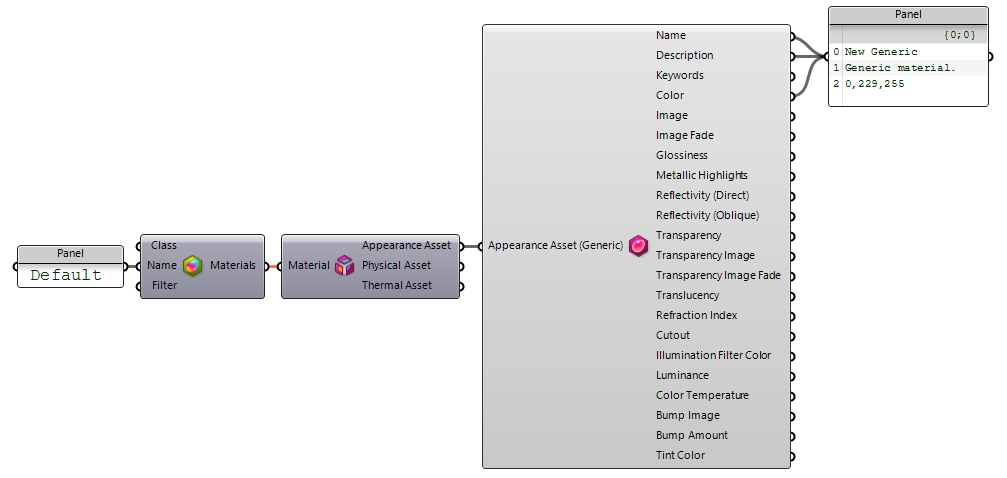 Panel
Default
Class
Name
Filter
Materials
Material
Appearance Asset
Physical Asset
Thermal Asset
Appearance Asset (Generic)
Name
Description
Keywords
Color
Image
Image Fade
Glossiness
Metallic Highlights
Reflectivity (Direct)
Reflectivity (Oblique)
Transparency
Transparency Image
Transparency Image Fade
Translucency
Refraction Index
Cutout
Illumination Filter Color
Luminance
Color Temperature
Bump Image
Bump Amount
Tint Color
Panel
{0;0}
0 New Generic
1 Generic material.
2 0,229,255